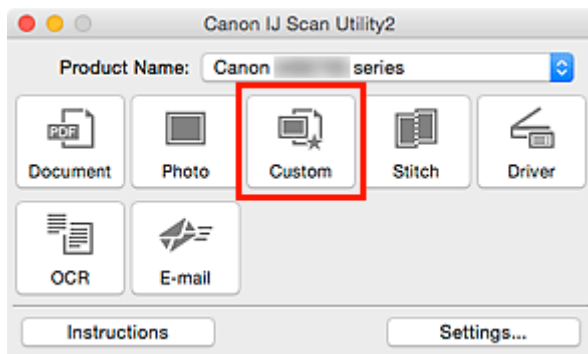 Canon IJ Scan Utility2
Product Name: Canon series
PDF
Document Photo Custom Stitch Driver
OCR E-mail
Instructions Settings...